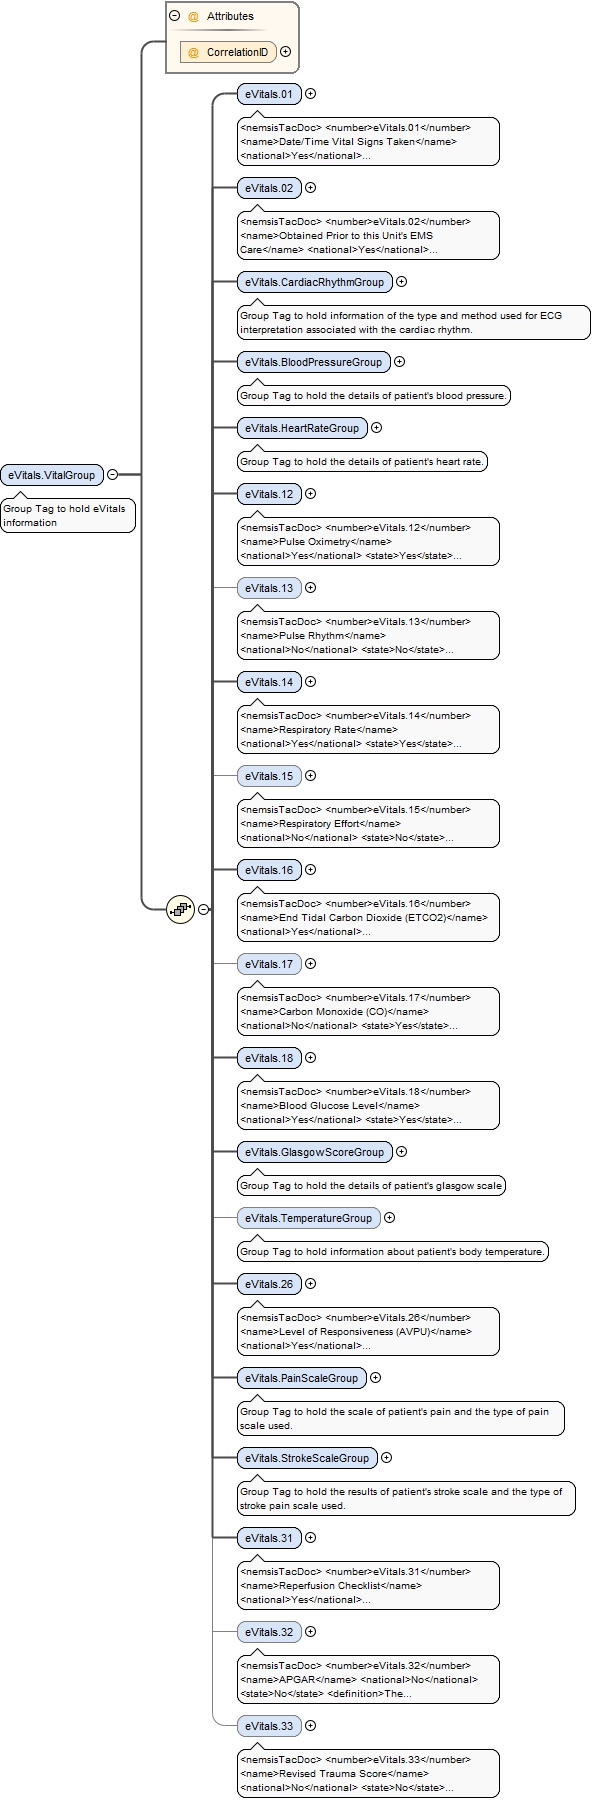 @ Attributes
@ CorrelationID
eVitals.01
<nemsisTacDoc> <number>eVitals.01</number>
<name>Date/Time Vital Signs Taken</name>
<national>Yes</national>...
eVitals.02
<nemsisTacDoc> <number>eVitals.02</number>
<name>Obtained Prior to this Unit's EMS
Care</name> <national>Yes</national>...
eVitals.CardiacRhythmGroup
Group Tag to hold information of the type and method used for ECG
interpretation associated with the cardiac rhythm.
eVitals.BloodPressureGroup
Group Tag to hold the details of patient's blood pressure.
eVitals.HeartRateGroup
Group Tag to hold the details of patient's heart rate.
eVitals.VitalGroup
Group Tag to hold eVitals
information
eVitals.12
<nemsisTacDoc> <number>eVitals.12</number>
<name>Pulse Oximetry</name>
<national>Yes</national> <state>Yes</state>...
eVitals.13
<nemsisTacDoc> <number>eVitals.13</number>
<name>Pulse Rhythm</name>
<national>No</national> <state>No</state>...
eVitals.14
<nemsisTacDoc> <number>eVitals.14</number>
<name>Respiratory Rate</name>
<national>Yes</national> <state>Yes</state>...
eVitals.15
<nemsisTacDoc> <number>eVitals.15</number>
<name>Respiratory Effort</name>
<national>No</national> <state>No</state>...
eVitals.16
<nemsisTacDoc> <number>eVitals.16</number>
<name>End Tidal Carbon Dioxide (ETCO2)</name>
<national>Yes</national>...
eVitals.17
<nemsisTacDoc> <number>eVitals.17</number>
<name>Carbon Monoxide (CO)</name>
<national>No</national> <state>Yes</state>...
eVitals.18
<nemsisTacDoc> <number>eVitals.18</number>
<name>Blood Glucose Level</name>
<national>Yes</national> <state>Yes</state>...
eVitals.GlasgowScoreGroup
Group Tag to hold the details of patient's glasgow scale
eVitals.TemperatureGroup
Group Tag to hold information about patient's body temperature.
eVitals.26
<nemsisTacDoc> <number>eVitals.26</number>
<name>Level of Responsiveness (AVPU)</name>
<national>Yes</national>...
eVitals.PainScaleGroup
Group Tag to hold the scale of patient's pain and the type of pain
scale used.
eVitals.StrokeScaleGroup
Group Tag to hold the results of patient's stroke scale and the type of
stroke pain scale used.
eVitals.31
<nemsisTacDoc> <number>eVitals.31</number>
<name>Reperfusion Checklist</name>
<national>Yes</national>...
eVitals.32
<nemsisTacDoc> <number>eVitals.32</number>
<name>APGAR</name> <national>No</national>
<state>No</state> <definition>The...
eVitals.33
<nemsisTacDoc> <number>eVitals.33</number>
<name>Revised Trauma Score</name>
<national>No</national> <state>No</state>...